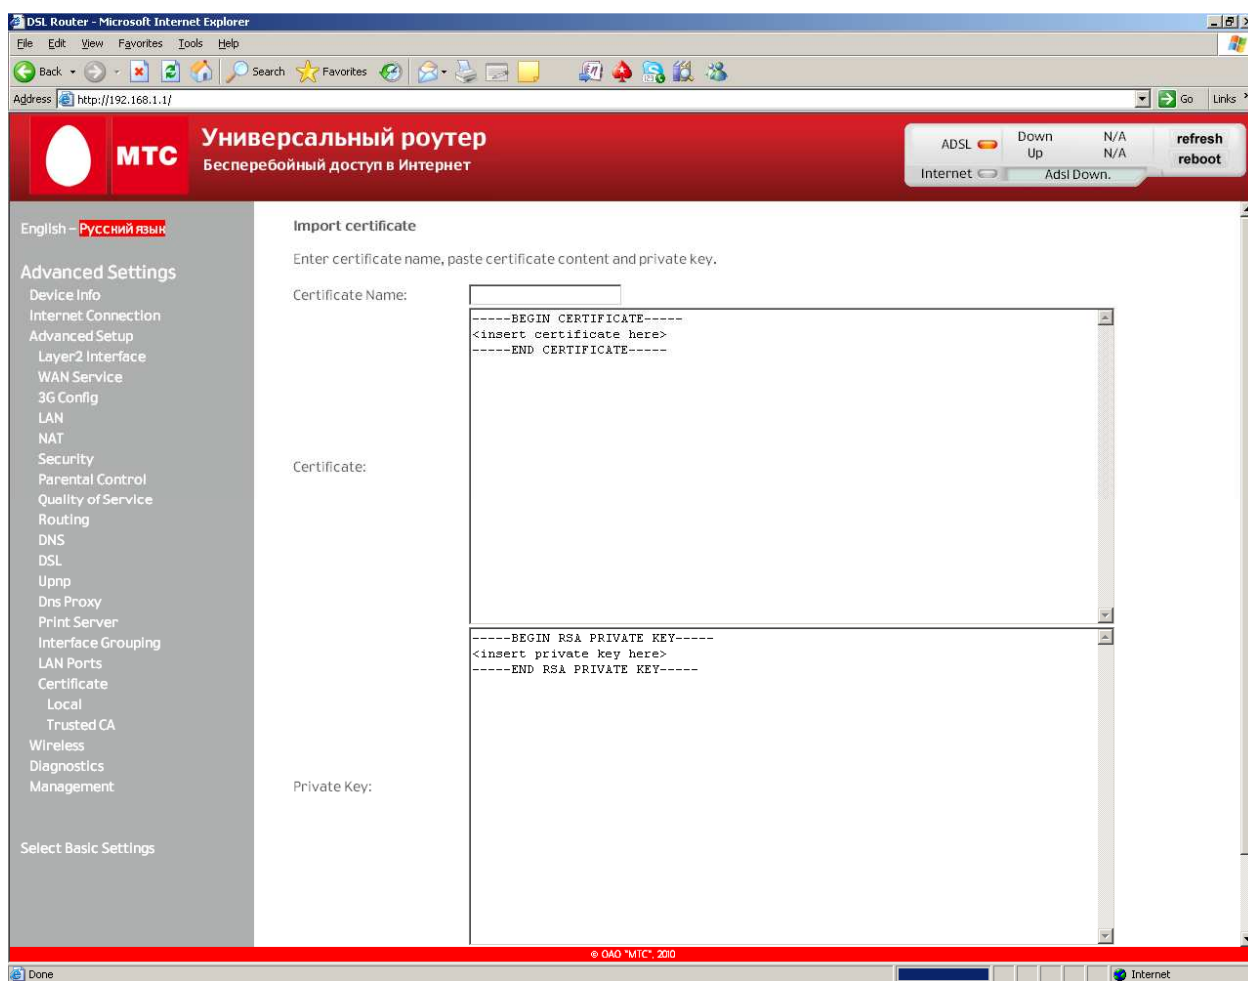 DSL Router - Microsoft Internet Explorer
File Edit View Favorites Tools Help
Back Search Favorites
Address http://192.168.1.1/ Go Links
МТС
Универсальный роутер
Бесперебойный доступ в Интернет
ADSL Down N/A
Up N/A
Internet Adsl Down.
refresh
reboot
English – Русский язык
Advanced Settings
Device Info
Internet Connection
Advanced Setup
Layer2 Interface
WAN Service
3G Config
LAN
NAT
Security
Parental Control
Quality of Service
Routing
DNS
DSL
Upnp
Dns Proxy
Print Server
Interface Grouping
LAN Ports
Certificate
Local
Trusted CA
Wireless
Diagnostics
Management
Select Basic Settings
Import certificate
Enter certificate name, paste certificate content and private key.
Certificate Name:
Certificate:
-----BEGIN CERTIFICATE-----
<insert certificate here>
-----END CERTIFICATE-----
Private Key:
-----BEGIN RSA PRIVATE KEY-----
<insert private key here>
-----END RSA PRIVATE KEY-----
© ОАО "МТС", 2010
Done Internet